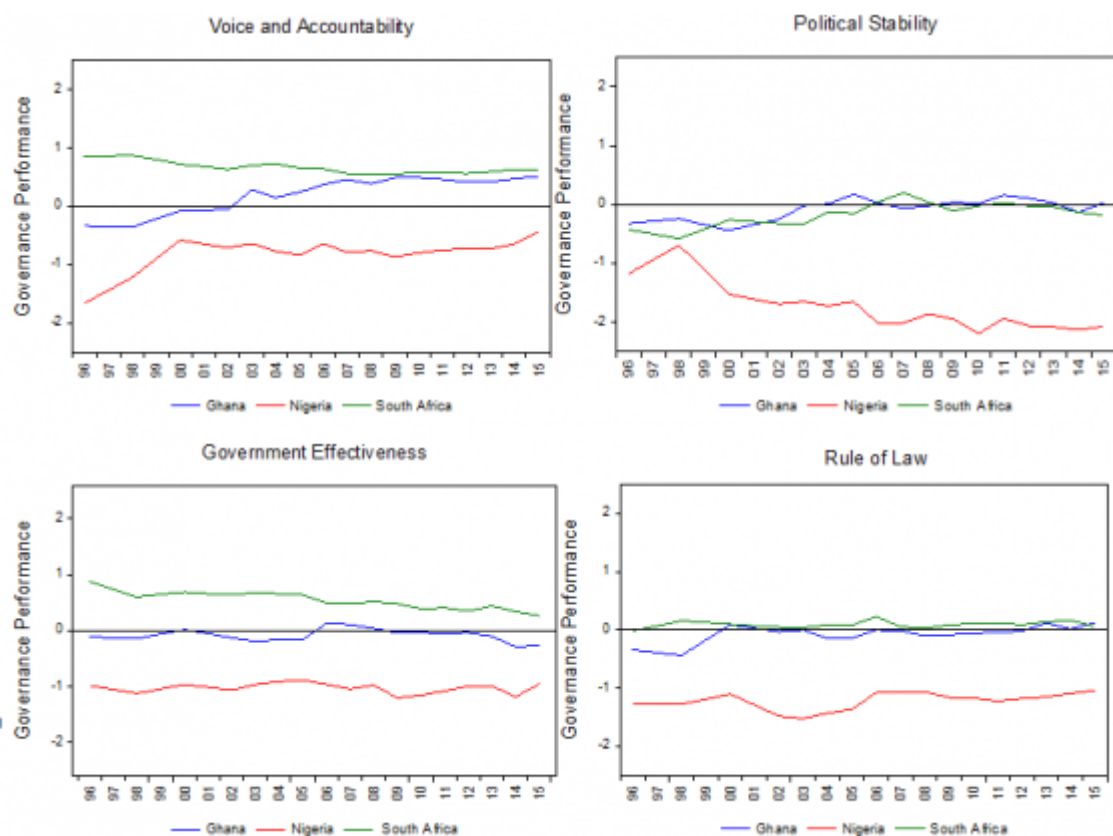 Voice and Accountability
Governance Performance
2
1
0
-1
-2
96 97 98 99 00 01 02 03 04 05 06 07 08 09 10 11 12 13 14 15
Ghana Nigeria South Africa
Political Stability
Governance Performance
2
1
0
-1
-2
96 97 98 99 00 01 02 03 04 05 06 07 08 09 10 11 12 13 14 15
Ghana Nigeria South Africa
Government Effectiveness
Governance Performance
2
1
0
-1
-2
96 97 98 99 00 01 02 03 04 05 06 07 08 09 10 11 12 13 14 15
Ghana Nigeria South Africa
Rule of Law
Governance Performance
2
1
0
-1
-2
96 97 98 99 00 01 02 03 04 05 06 07 08 09 10 11 12 13 14 15
Ghana Nigeria South Africa